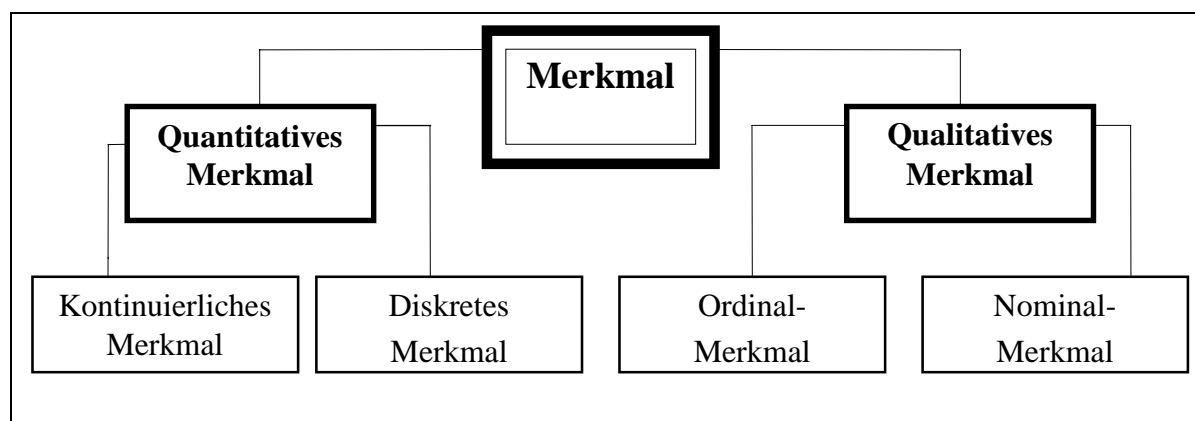 Merkmal
Quantitatives
Merkmal
Qualitatives
Merkmal
Kontinuierliches
Merkmal
Diskretes
Merkmal
Ordinal-
Merkmal
Nominal-
Merkmal